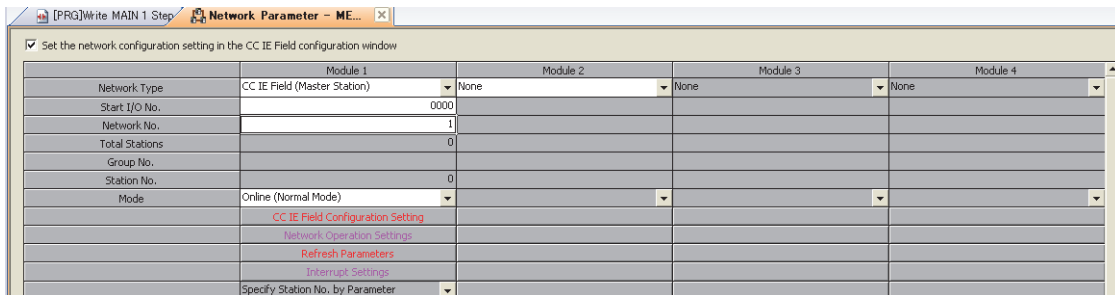 [PRG]Write MAIN 1 Step Network Parameter - ME...
Set the network configuration setting in the CC IE Field configuration window
Module 1 Module 2 Module 3 Module 4
Network Type CC IE Field (Master Station) None None None
Start I/O No. 0000
Network No. 1
Total Stations 0
Group No.
Station No. 0
Mode Online (Normal Mode)
CC IE Field Configuration Setting
Network Operation Settings
Refresh Parameters
Interrupt Settings
Specify Station No. by Parameter